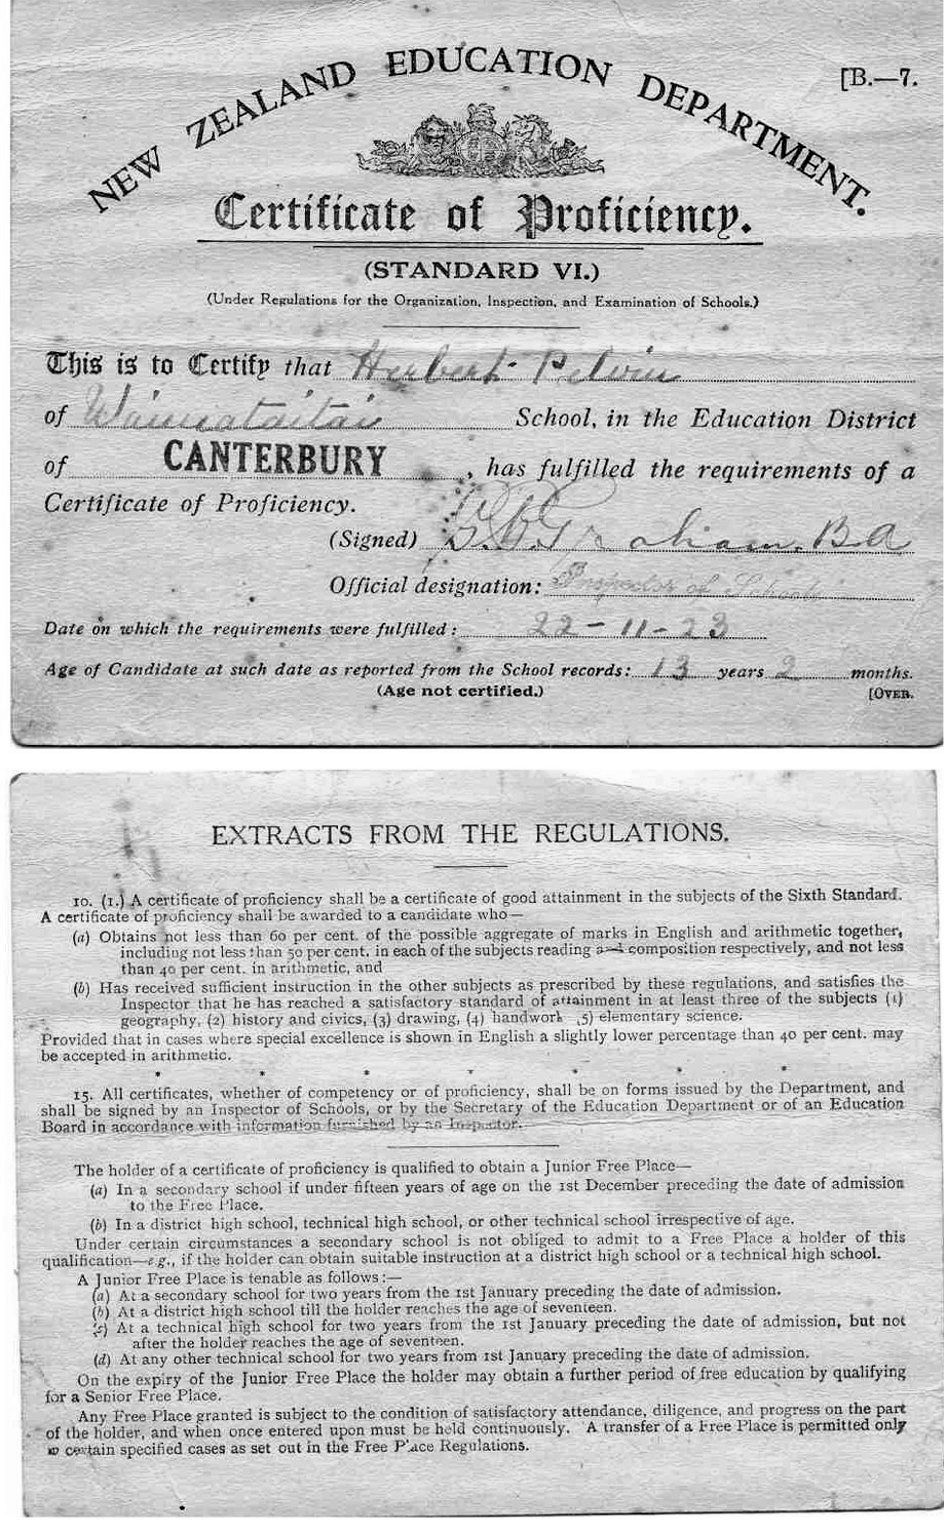 NEW ZEALAND EDUCATION DEPARTMENT.
[B.—7.
Certificate of Proficiency.
(STANDARD VI.)
(Under Regulations for the Organization, Inspection, and Examination of Schools.)
This is to Certify that Herbert Pelvin
of Waimataitai School, in the Education District
of CANTERBURY, has fulfilled the requirements of a
Certificate of Proficiency.
(Signed) Graham. B A
Official designation: Inspector of Schools
Date on which the requirements were fulfilled: 22-11-23
Age of Candidate at such date as reported from the School records: 13 years 2 months.
(Age not certified.)
[OVER.
EXTRACTS FROM THE REGULATIONS.
10. (1.) A certificate of proficiency shall be a certificate of good attainment in the subjects of the Sixth Standard.
A certificate of proficiency shall be awarded to a candidate who—
(a) Obtains not less than 60 per cent. of the possible aggregate of marks in English and arithmetic together,
including not less than 50 per cent. in each of the subjects reading and composition respectively, and not less
than 40 per cent. in arithmetic, and
(b) Has received sufficient instruction in the other subjects as prescribed by these regulations, and satisfies the
Inspector that he has reached a satisfactory standard of attainment in at least three of the subjects (1)
geography, (2) history and civics, (3) drawing, (4) handwork (5) elementary science.
Provided that in cases where special excellence is shown in English a slightly lower percentage than 40 per cent. may
be accepted in arithmetic.
* * * * * * * *
15. All certificates, whether of competency or of proficiency, shall be on forms issued by the Department, and
shall be signed by an Inspector of Schools, or by the Secretary of the Education Department or of an Education
Board in accordance with information furnished by an Inspector.
The holder of a certificate of proficiency is qualified to obtain a Junior Free Place—
(a) In a secondary school if under fifteen years of age on the 1st December preceding the date of admission
to the Free Place.
(b) In a district high school, technical high school, or other technical school irrespective of age.
Under certain circumstances a secondary school is not obliged to admit to a Free Place a holder of this
qualification—e.g., if the holder can obtain suitable instruction at a district high school or a technical high school.
A Junior Free Place is tenable as follows:—
(a) At a secondary school for two years from the 1st January preceding the date of admission.
(b) At a district high school till the holder reaches the age of seventeen.
(c) At a technical high school for two years from the 1st January preceding the date of admission, but not
after the holder reaches the age of seventeen.
(d) At any other technical school for two years from 1st January preceding the date of admission.
On the expiry of the Junior Free Place the holder may obtain a further period of free education by qualifying
for a Senior Free Place.
Any Free Place granted is subject to the condition of satisfactory attendance, diligence, and progress on the part
of the holder, and when once entered upon must be held continuously. A transfer of a Free Place is permitted only
in certain specified cases as set out in the Free Place Regulations.